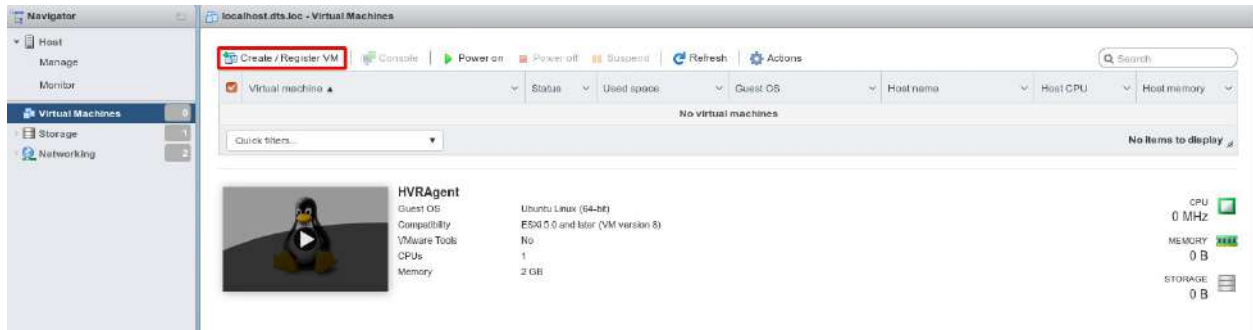 Navigator
localhost.dts.loc - Virtual Machines
Host
Manage
Monitor
Virtual Machines 0
Storage 1
Networking 2
Create / Register VM Console Power on Power off Suspend Refresh Actions Search
Virtual machine ▲ Status Used space Guest OS Host name Host CPU Host memory
No virtual machines
Quick filters... No items to display
HVRAgent
Guest OS Ubuntu Linux (64-bit)
Compatibility ESXi 5.0 and later (VM version 8)
VMware Tools No
CPUs 1
Memory 2 GB
CPU
0 MHz
MEMORY
0 B
STORAGE
0 B